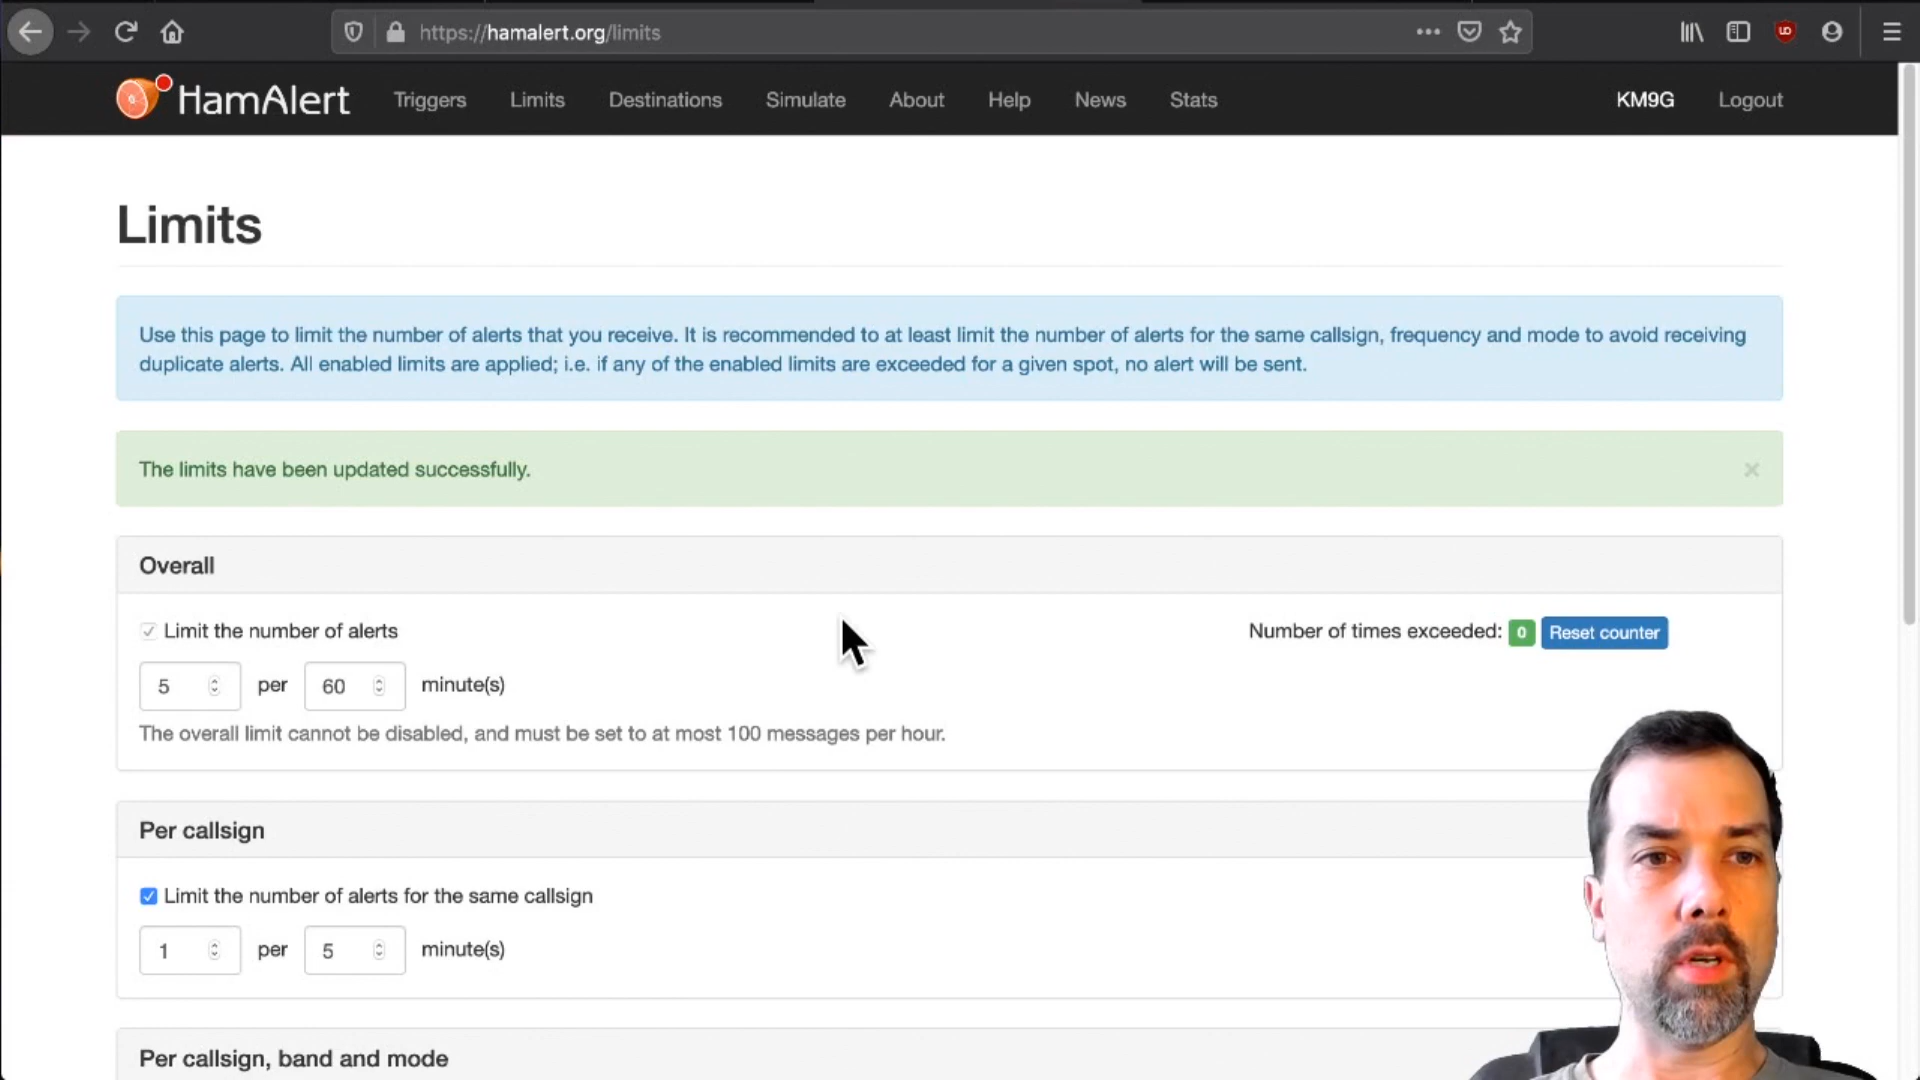 https://hamalert.org/limits
HamAlert Triggers Limits Destinations Simulate About Help News Stats KM9G Logout
Limits
Use this page to limit the number of alerts that you receive. It is recommended to at least limit the number of alerts for the same callsign, frequency and mode to avoid receiving
duplicate alerts. All enabled limits are applied; i.e. if any of the enabled limits are exceeded for a given spot, no alert will be sent.
The limits have been updated successfully. ×
Overall
Limit the number of alerts Number of times exceeded: 0 Reset counter
5 per 60 minute(s)
The overall limit cannot be disabled, and must be set to at most 100 messages per hour.
Per callsign
Limit the number of alerts for the same callsign
1 per 5 minute(s)
Per callsign, band and mode